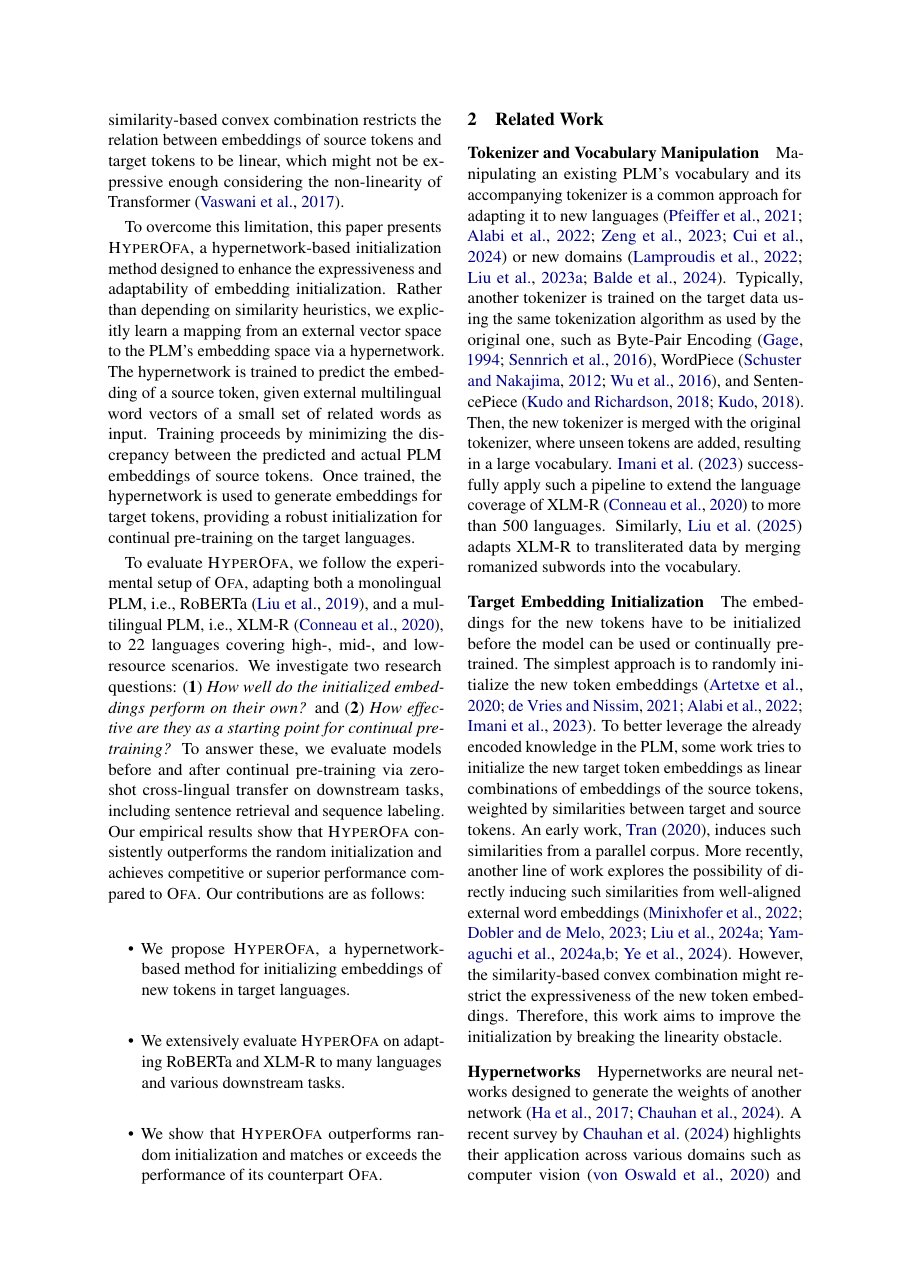 similarity-based convex combination restricts the
relation between embeddings of source tokens and
target tokens to be linear, which might not be ex-
pressive enough considering the non-linearity of
Transformer (Vaswani et al., 2017).
To overcome this limitation, this paper presents
HYPEROFA, a hypernetwork-based initialization
method designed to enhance the expressiveness and
adaptability of embedding initialization. Rather
than depending on similarity heuristics, we explic-
itly learn a mapping from an external vector space
to the PLM's embedding space via a hypernetwork.
The hypernetwork is trained to predict the embed-
ding of a source token, given external multilingual
word vectors of a small set of related words as
input. Training proceeds by minimizing the dis-
crepancy between the predicted and actual PLM
embeddings of source tokens. Once trained, the
hypernetwork is used to generate embeddings for
target tokens, providing a robust initialization for
continual pre-training on the target languages.
To evaluate HYPEROFA, we follow the experi-
mental setup of OFA, adapting both a monolingual
PLM, i.e., RoBERTa (Liu et al., 2019), and a mul-
tilingual PLM, i.e., XLM-R (Conneau et al., 2020),
to 22 languages covering high-, mid-, and low-
resource scenarios. We investigate two research
questions: (1) How well do the initialized embed-
dings perform on their own? and (2) How effec-
tive are they as a starting point for continual pre-
training? To answer these, we evaluate models
before and after continual pre-training via zero-
shot cross-lingual transfer on downstream tasks,
including sentence retrieval and sequence labeling.
Our empirical results show that HYPEROFA con-
sistently outperforms the random initialization and
achieves competitive or superior performance com-
pared to OFA. Our contributions are as follows:
• We propose HYPEROFA, a hypernetwork-
based method for initializing embeddings of
new tokens in target languages.
• We extensively evaluate HYPEROFA on adapt-
ing RoBERTa and XLM-R to many languages
and various downstream tasks.
• We show that HYPEROFA outperforms ran-
dom initialization and matches or exceeds the
performance of its counterpart OFA.
2 Related Work
Tokenizer and Vocabulary Manipulation Ma-
nipulating an existing PLM's vocabulary and its
accompanying tokenizer is a common approach for
adapting it to new languages (Pfeiffer et al., 2021;
Alabi et al., 2022; Zeng et al., 2023; Cui et al.,
2024) or new domains (Lamproudis et al., 2022;
Liu et al., 2023a; Balde et al., 2024). Typically,
another tokenizer is trained on the target data us-
ing the same tokenization algorithm as used by the
original one, such as Byte-Pair Encoding (Gage,
1994; Sennrich et al., 2016), WordPiece (Schuster
and Nakajima, 2012; Wu et al., 2016), and Senten-
cePiece (Kudo and Richardson, 2018; Kudo, 2018).
Then, the new tokenizer is merged with the original
tokenizer, where unseen tokens are added, resulting
in a large vocabulary. Imani et al. (2023) success-
fully apply such a pipeline to extend the language
coverage of XLM-R (Conneau et al., 2020) to more
than 500 languages. Similarly, Liu et al. (2025)
adapts XLM-R to transliterated data by merging
romanized subwords into the vocabulary.
Target Embedding Initialization The embed-
dings for the new tokens have to be initialized
before the model can be used or continually pre-
trained. The simplest approach is to randomly ini-
tialize the new token embeddings (Artetxe et al.,
2020; de Vries and Nissim, 2021; Alabi et al., 2022;
Imani et al., 2023). To better leverage the already
encoded knowledge in the PLM, some work tries to
initialize the new target token embeddings as linear
combinations of embeddings of the source tokens,
weighted by similarities between target and source
tokens. An early work, Tran (2020), induces such
similarities from a parallel corpus. More recently,
another line of work explores the possibility of di-
rectly inducing such similarities from well-aligned
external word embeddings (Minixhofer et al., 2022;
Dobler and de Melo, 2023; Liu et al., 2024a; Yam-
aguchi et al., 2024a,b; Ye et al., 2024). However,
the similarity-based convex combination might re-
strict the expressiveness of the new token embed-
dings. Therefore, this work aims to improve the
initialization by breaking the linearity obstacle.
Hypernetworks Hypernetworks are neural net-
works designed to generate the weights of another
network (Ha et al., 2017; Chauhan et al., 2024). A
recent survey by Chauhan et al. (2024) highlights
their application across various domains such as
computer vision (von Oswald et al., 2020) and